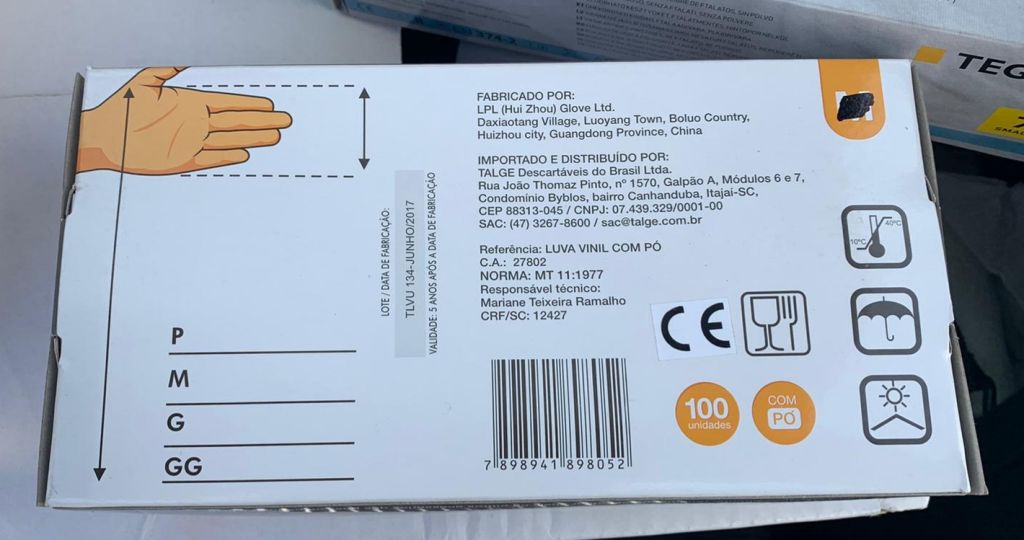 374-2
TEG
FABRICADO POR:
LPL (Hui Zhou) Glove Ltd.
Daxiaotang Village, Luoyang Town, Boluo Country,
Huizhou city, Guangdong Province, China
IMPORTADO E DISTRIBUÍDO POR:
TALGE Descartáveis do Brasil Ltda.
Rua João Thomaz Pinto, nº 1570, Galpão A, Módulos 6 e 7,
Condomínio Byblos, bairro Canhanduba, Itajaí-SC,
CEP 88313-045 / CNPJ: 07.439.329/0001-00
SAC: (47) 3267-8600 / sac@talge.com.br
Referência: LUVA VINIL COM PÓ
C.A.: 27802
NORMA: MT 11:1977
Responsável técnico:
Mariane Teixeira Ramalho
CRF/SC: 12427
LOTE / DATA DE FABRICAÇÃO:
TLVU 134-JUNHO/2017
VALIDADE: 5 ANOS APÓS A DATA DE FABRICAÇÃO
P
M
G
GG
10°C
40°C
CE
100
unidades
COM
PÓ
7 898941 898052